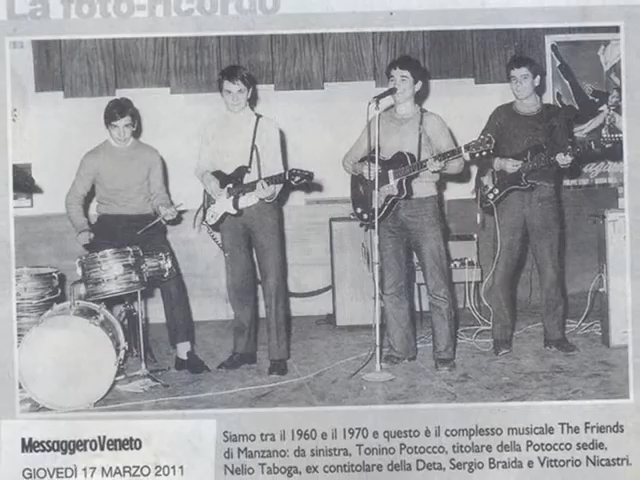 La foto-ricordo
MessaggeroVeneto
GIOVEDÌ 17 MARZO 2011
Siamo tra il 1960 e il 1970 e questo è il complesso musicale The Friends
di Manzano: da sinistra, Tonino Potocco, titolare della Potocco sedie,
Nelio Taboga, ex contitolare della Deta, Sergio Braida e Vittorio Nicastri.